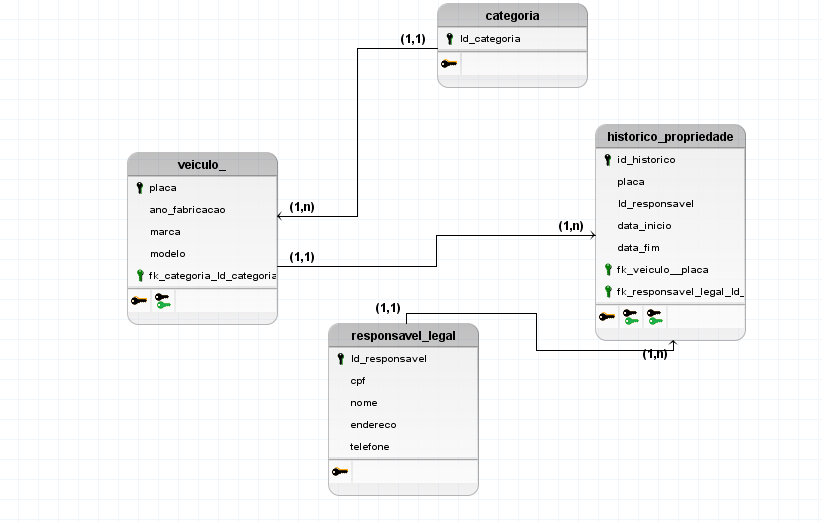 categoria
Id_categoria
(1,1)
historico_propriedade
id_historico
placa
Id_responsavel
data_inicio
data_fim
fk_veiculo__placa
fk_responsavel_legal_Id_
veiculo_
placa
ano_fabricacao
marca
modelo
fk_categoria_Id_categoria
(1,n)
(1,1)
(1,n)
(1,1)
responsavel_legal
Id_responsavel
cpf
nome
endereco
telefone
(1,n)